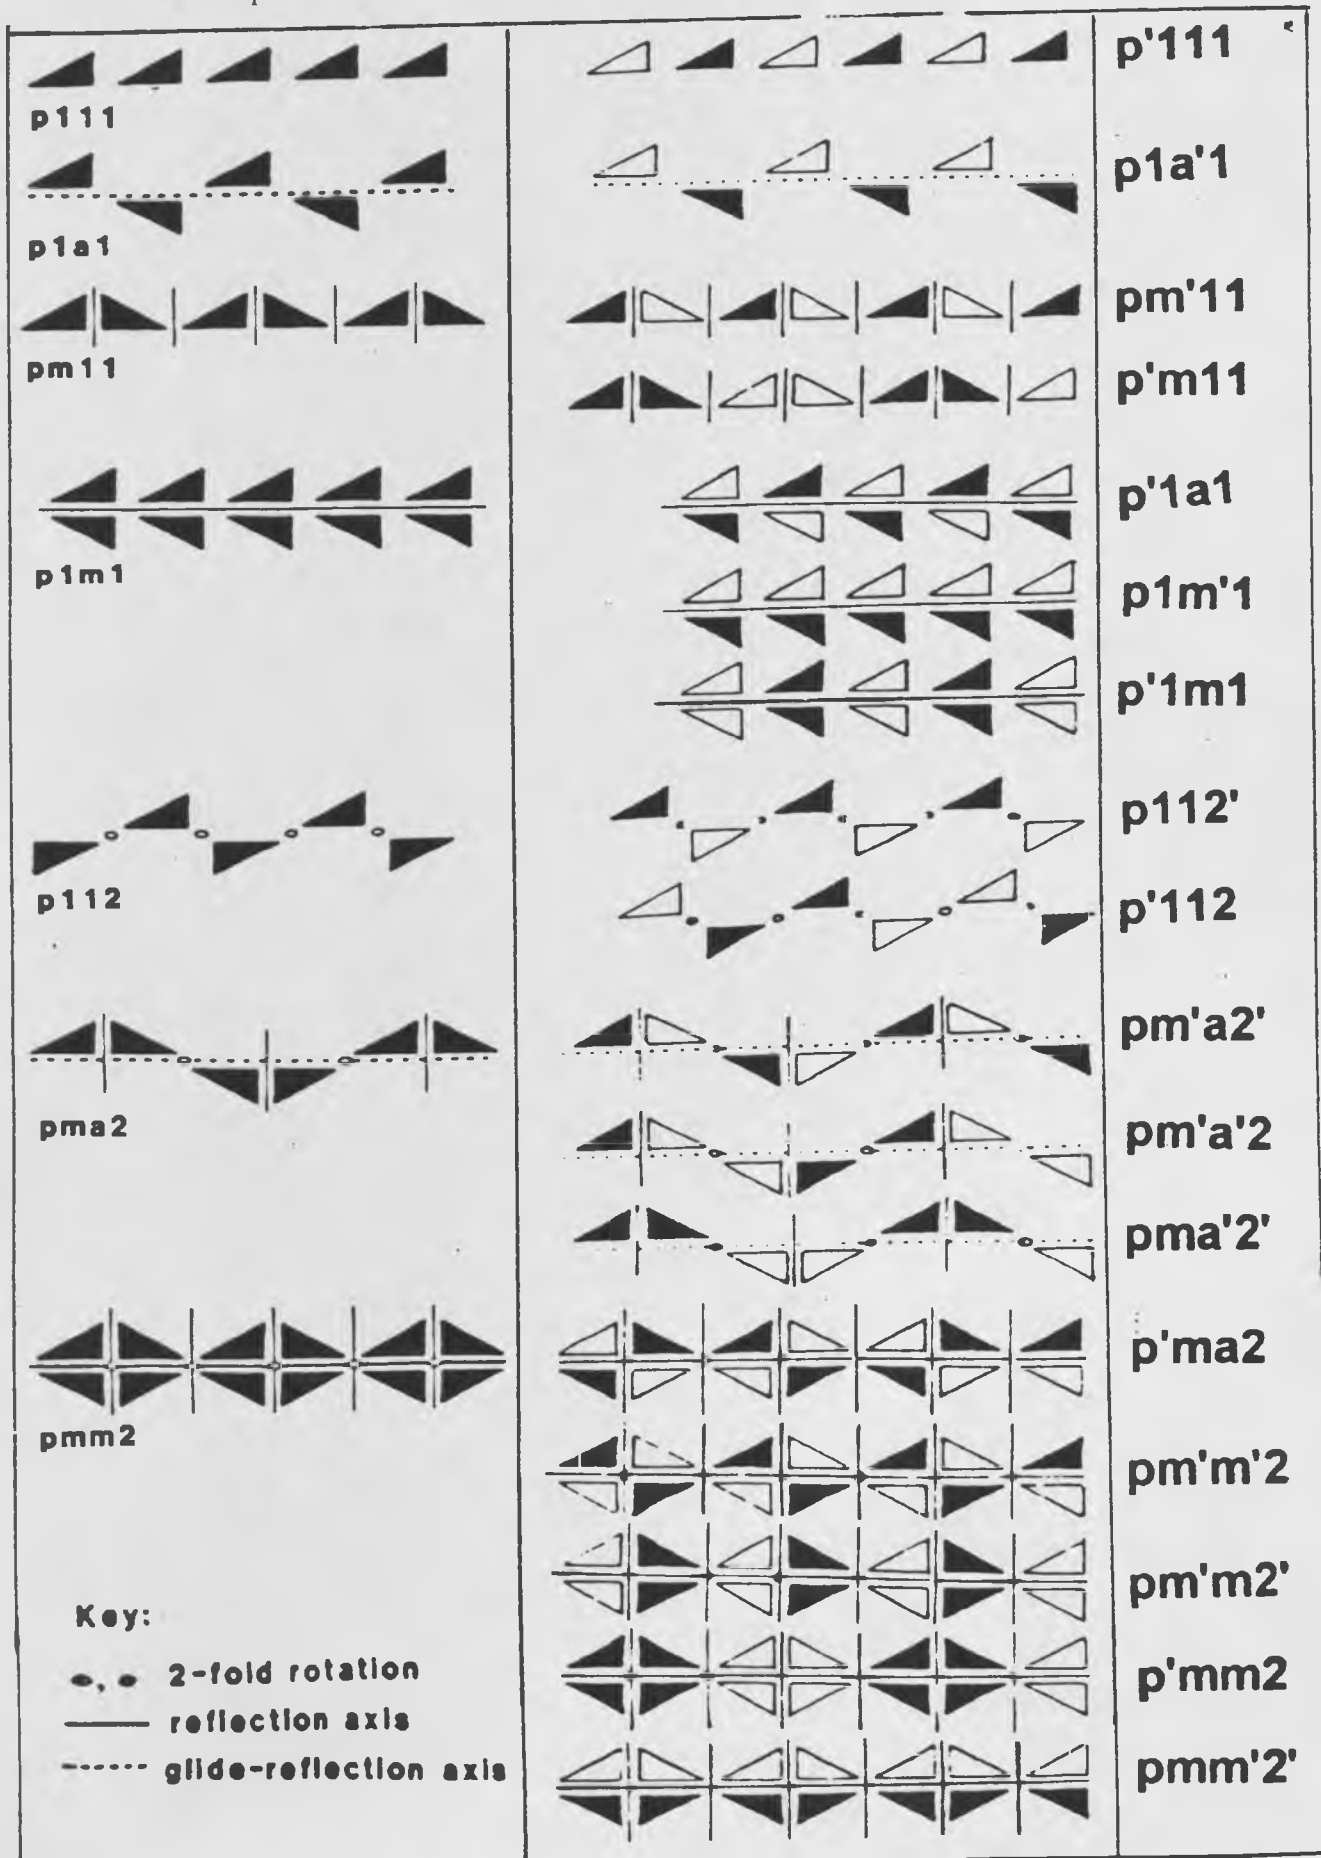 p'111
p111
p1a'1
p1a1
pm'11
pm11
p'm11
p'1a1
p1m1
p1m'1
p'1m1
p112'
p112
p'112
pm'a2'
pma2
pm'a'2
pma'2'
p'ma2
pmm2
pm'm'2
pm'm2'
Key:
2-fold rotation
p'mm2
reflection axis
glide-reflection axis
pmm'2'